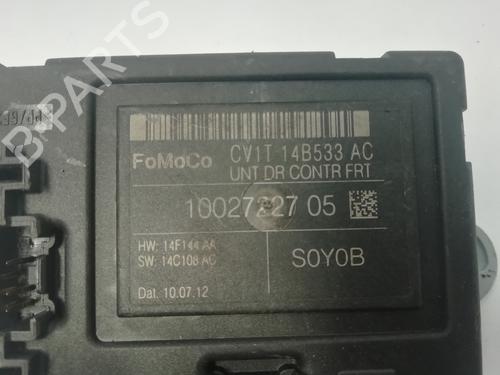 B-PARTS
FoMoCo CV1T 14B533 AC
UNT DR CONTR FRT
10027227 05
HW: 14F144 AA
SW: 14C108 AC
S0Y0B
Dat. 10.07.12